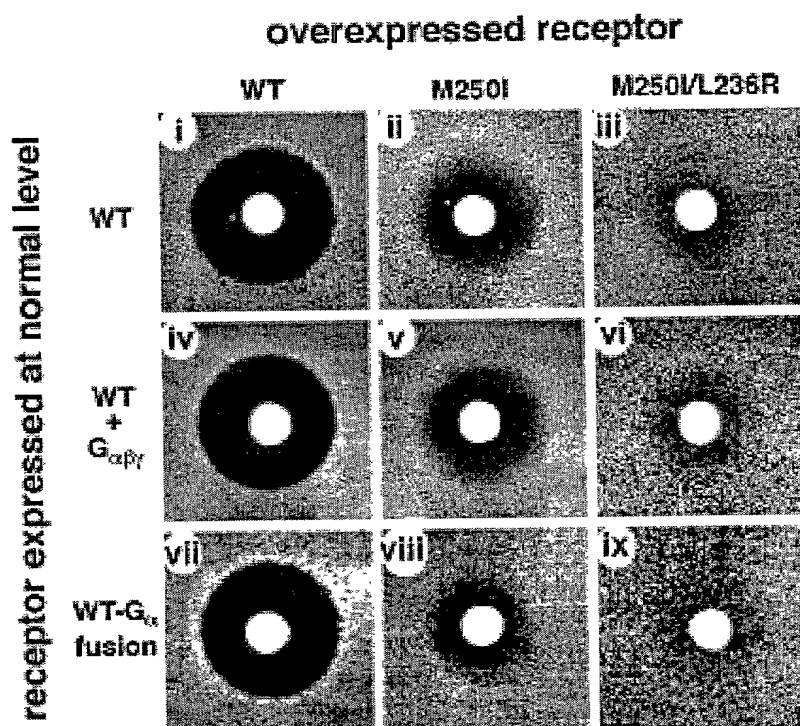 overexpressed receptor
WT M250I M250I/L236R
receptor expressed at normal level
i ii iii
WT
iv v vi
WT
+
Gαβγ
vii viii ix
WT-Gα
fusion